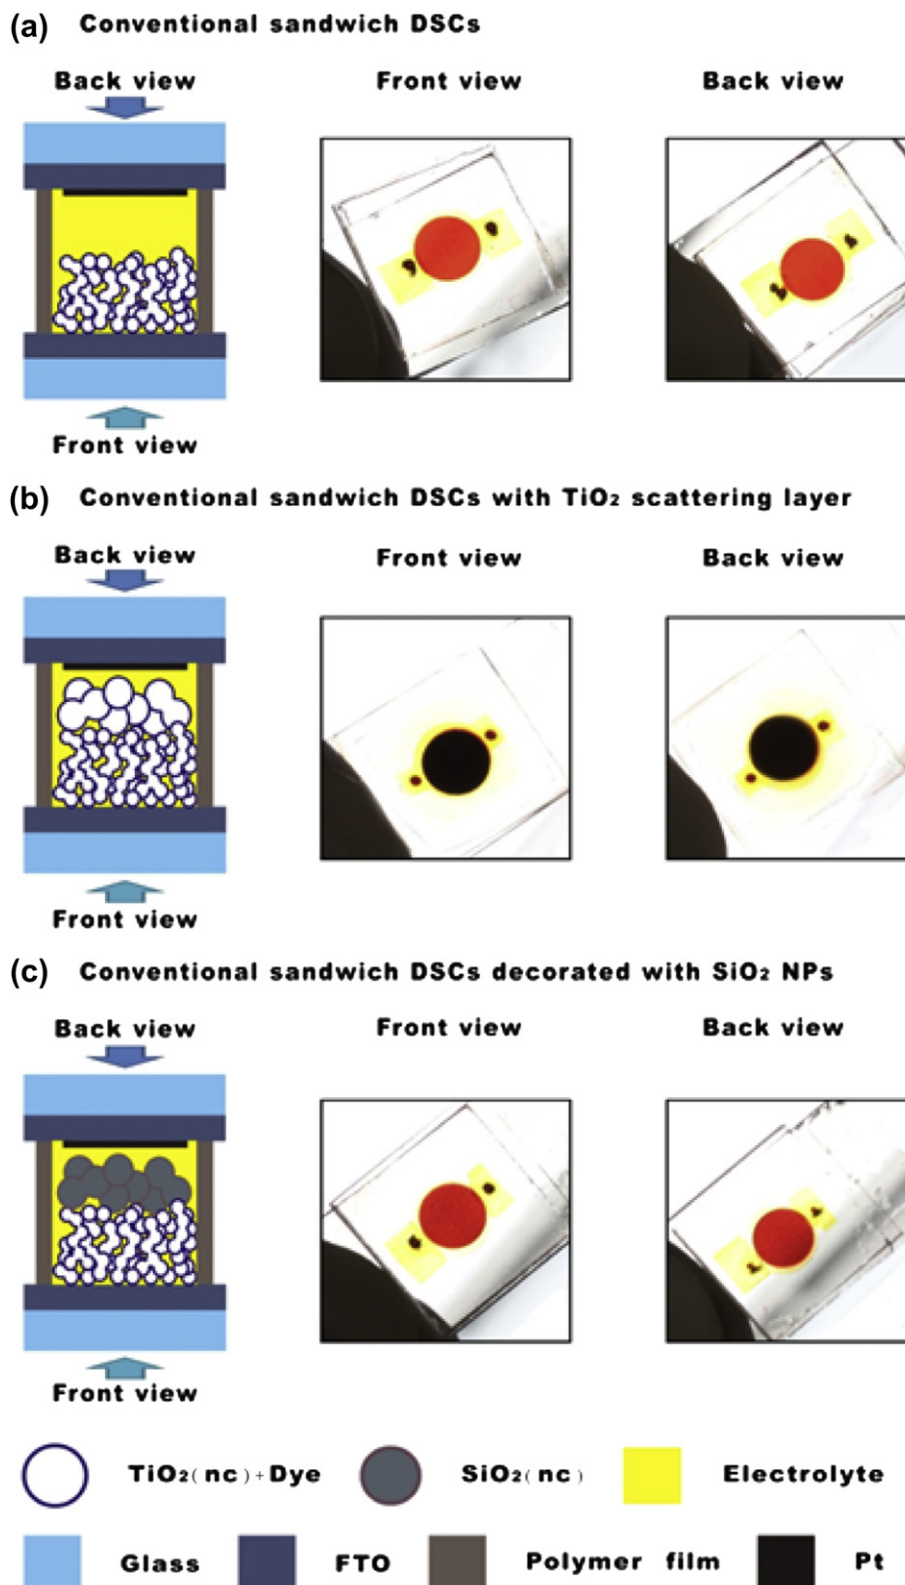 (a) Conventional sandwich DSCs
Back view Front view Back view
Front view
(b) Conventional sandwich DSCs with TiO₂ scattering layer
Back view Front view Back view
Front view
(c) Conventional sandwich DSCs decorated with SiO₂ NPs
Back view Front view Back view
Front view
TiO₂(nc)+Dye SiO₂(nc) Electrolyte
Glass FTO Polymer film Pt